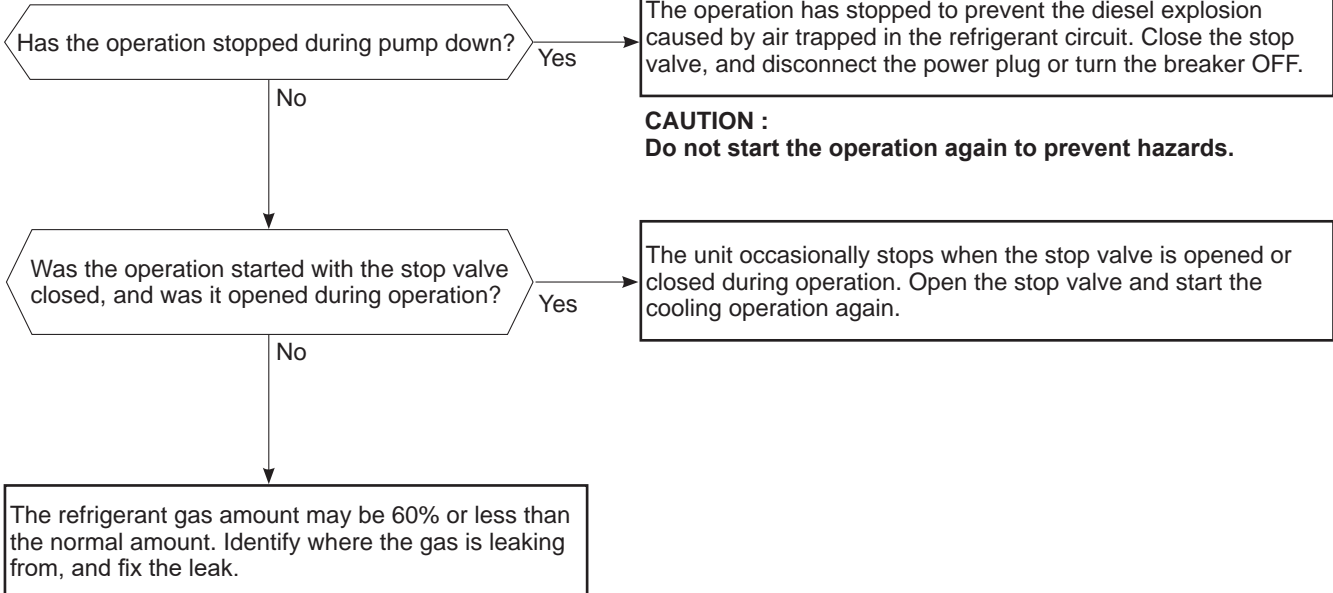 Has the operation stopped during pump down?
Yes
The operation has stopped to prevent the diesel explosion
caused by air trapped in the refrigerant circuit. Close the stop
valve, and disconnect the power plug or turn the breaker OFF.
No
CAUTION :
Do not start the operation again to prevent hazards.
Was the operation started with the stop valve
closed, and was it opened during operation?
Yes
The unit occasionally stops when the stop valve is opened or
closed during operation. Open the stop valve and start the
cooling operation again.
No
The refrigerant gas amount may be 60% or less than
the normal amount. Identify where the gas is leaking
from, and fix the leak.